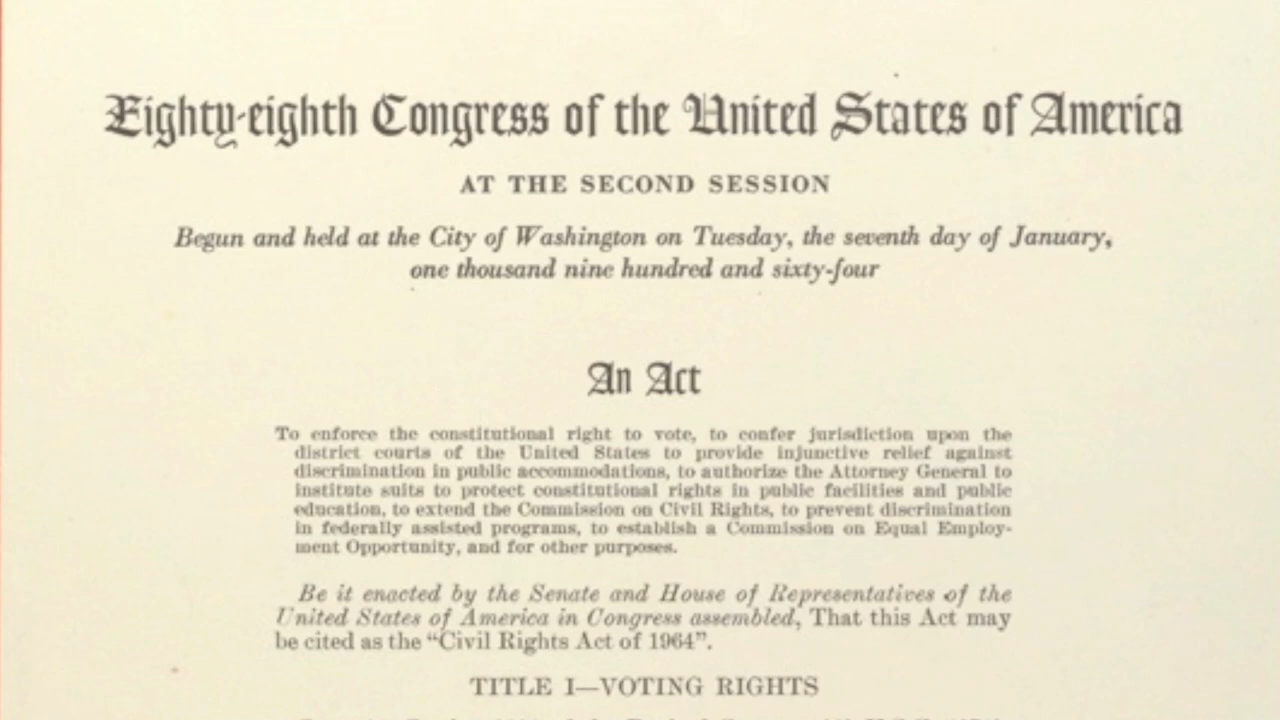 Eighty-eighth Congress of the United States of America
AT THE SECOND SESSION
Begun and held at the City of Washington on Tuesday, the seventh day of January,
one thousand nine hundred and sixty-four
An Act
To enforce the constitutional right to vote, to confer jurisdiction upon the
district courts of the United States to provide injunctive relief against
discrimination in public accommodations, to authorize the Attorney General to
institute suits to protect constitutional rights in public facilities and public
education, to extend the Commission on Civil Rights, to prevent discrimination
in federally assisted programs, to establish a Commission on Equal Employ-
ment Opportunity, and for other purposes.
Be it enacted by the Senate and House of Representatives of the
United States of America in Congress assembled, That this Act may
be cited as the “Civil Rights Act of 1964”.
TITLE I—VOTING RIGHTS